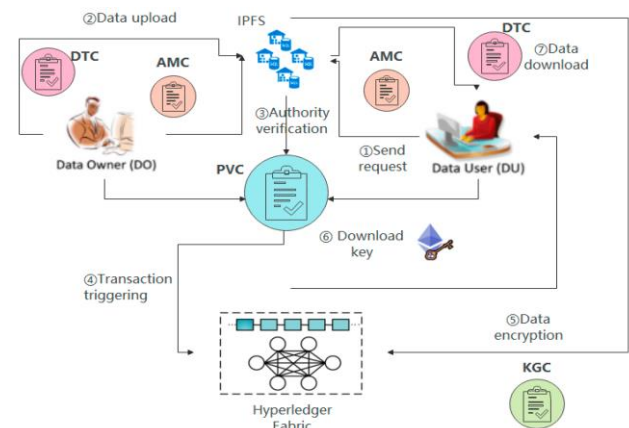 ②Data upload
IPFS
DTC
AMC
AMC
DTC
⑦Data
download
③Authority
verification
①Send
request
Data Owner (DO)
Data User (DU)
PVC
⑥ Download
key
④Transaction
triggering
⑤Data
encryption
KGC
Hyperledger
Fabric